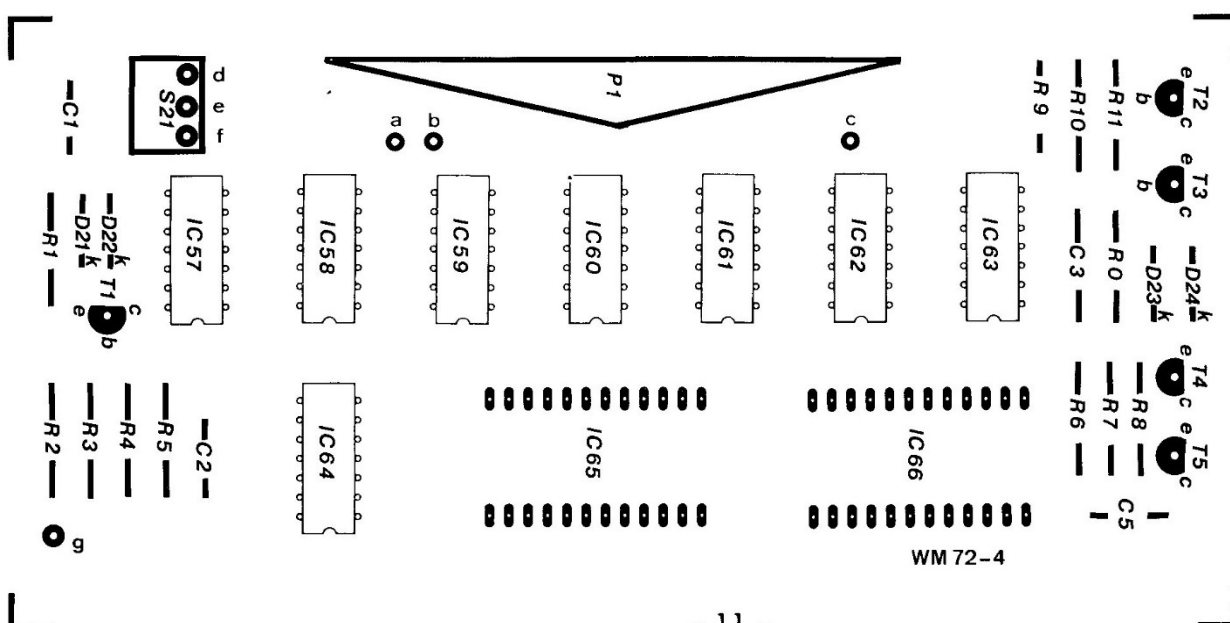 d
e
f
S21
C1
P1
a
b
c
R9
R10
R11
e
b
T2
c
e
b
T3
c
R1
D21
k
D22
k
T1
e
c
b
IC57
IC58
IC59
IC60
IC61
IC62
IC63
C3
R0
D23
k
D24
k
R2
R3
R4
R5
C2
IC64
IC65
IC66
R6
R7
R8
e
T4
c
e
T5
c
C5
g
WM 72-4
- 11 -